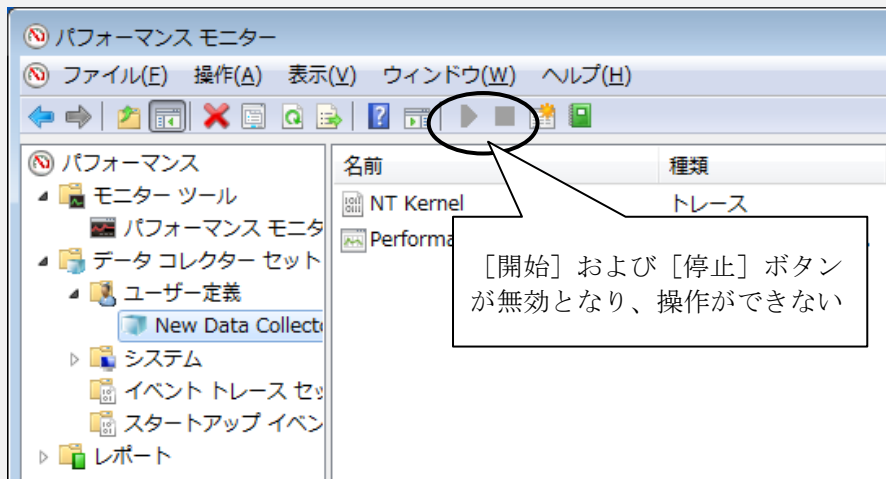 パフォーマンス モニター
ファイル(F) 操作(A) 表示(V) ウィンドウ(W) ヘルプ(H)
パフォーマンス
モニター ツール
パフォーマンス モニタ
データ コレクター セット
ユーザー定義
New Data Collecto
システム
イベント トレース セッ
スタートアップ イベン
レポート
名前 種類
NT Kernel トレース
Performa
［開始］および［停止］ボタン
が無効となり、操作ができない